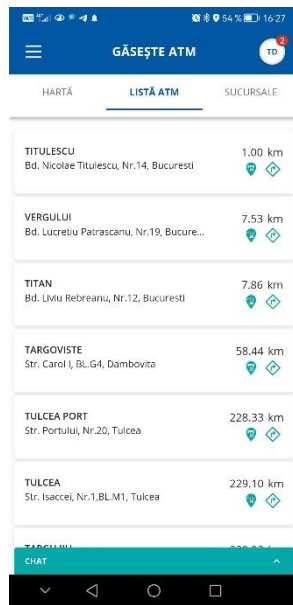 54 % 16:27
GĂSEȘTE ATM
TD
2
HARTĂ
LISTĂ ATM
SUCURSALE
TITULESCU
1.00 km
Bd. Nicolae Titulescu, Nr.14, Bucuresti
VERGULUI
7.53 km
Bd. Lucretiu Patrascanu, Nr.19, Bucure...
TITAN
7.86 km
Bd. Liviu Rebreanu, Nr.12, Bucuresti
TARGOVISTE
58.44 km
Str. Carol I, BL.G4, Dambovita
TULCEA PORT
228.33 km
Str. Portului, Nr.20, Tulcea
TULCEA
229.10 km
Str. Isaccei, Nr.1,BL.M1, Tulcea
CHAT